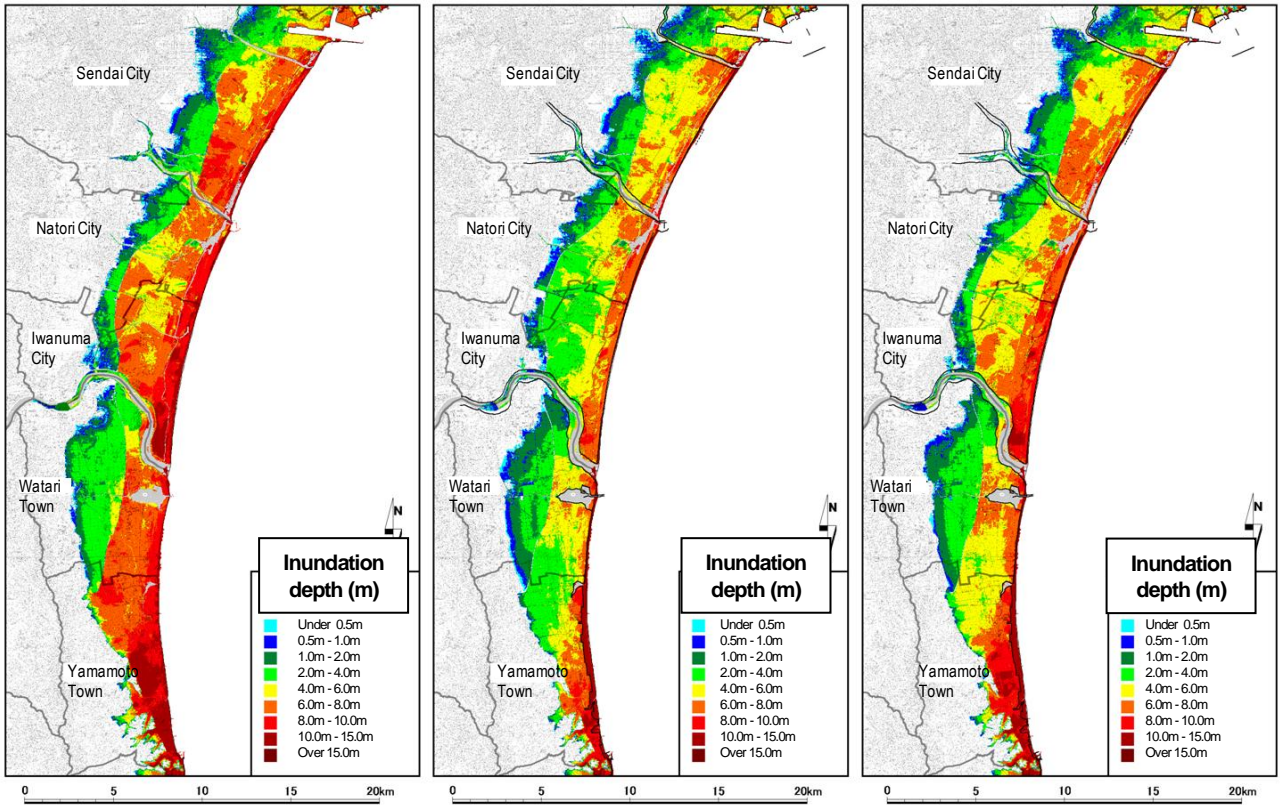 Sendai City
Natori City
Iwanuma
City
Watari
Town
Yamamoto
Town
N
Inundation
depth (m)
Under 0.5m
0.5m - 1.0m
1.0m - 2.0m
2.0m - 4.0m
4.0m - 6.0m
6.0m - 8.0m
8.0m - 10.0m
10.0m - 15.0m
Over 15.0m
0 5 10 15 20km
Sendai City
Natori City
Iwanuma
City
Watari
Town
Yamamoto
Town
N
Inundation
depth (m)
Under 0.5m
0.5m - 1.0m
1.0m - 2.0m
2.0m - 4.0m
4.0m - 6.0m
6.0m - 8.0m
8.0m - 10.0m
10.0m - 15.0m
Over 15.0m
0 5 10 15 20km
Sendai City
Natori City
Iwanuma
City
Watari
Town
Yamamoto
Town
N
Inundation
depth (m)
Under 0.5m
0.5m - 1.0m
1.0m - 2.0m
2.0m - 4.0m
4.0m - 6.0m
6.0m - 8.0m
8.0m - 10.0m
10.0m - 15.0m
Over 15.0m
0 5 10 15 20km